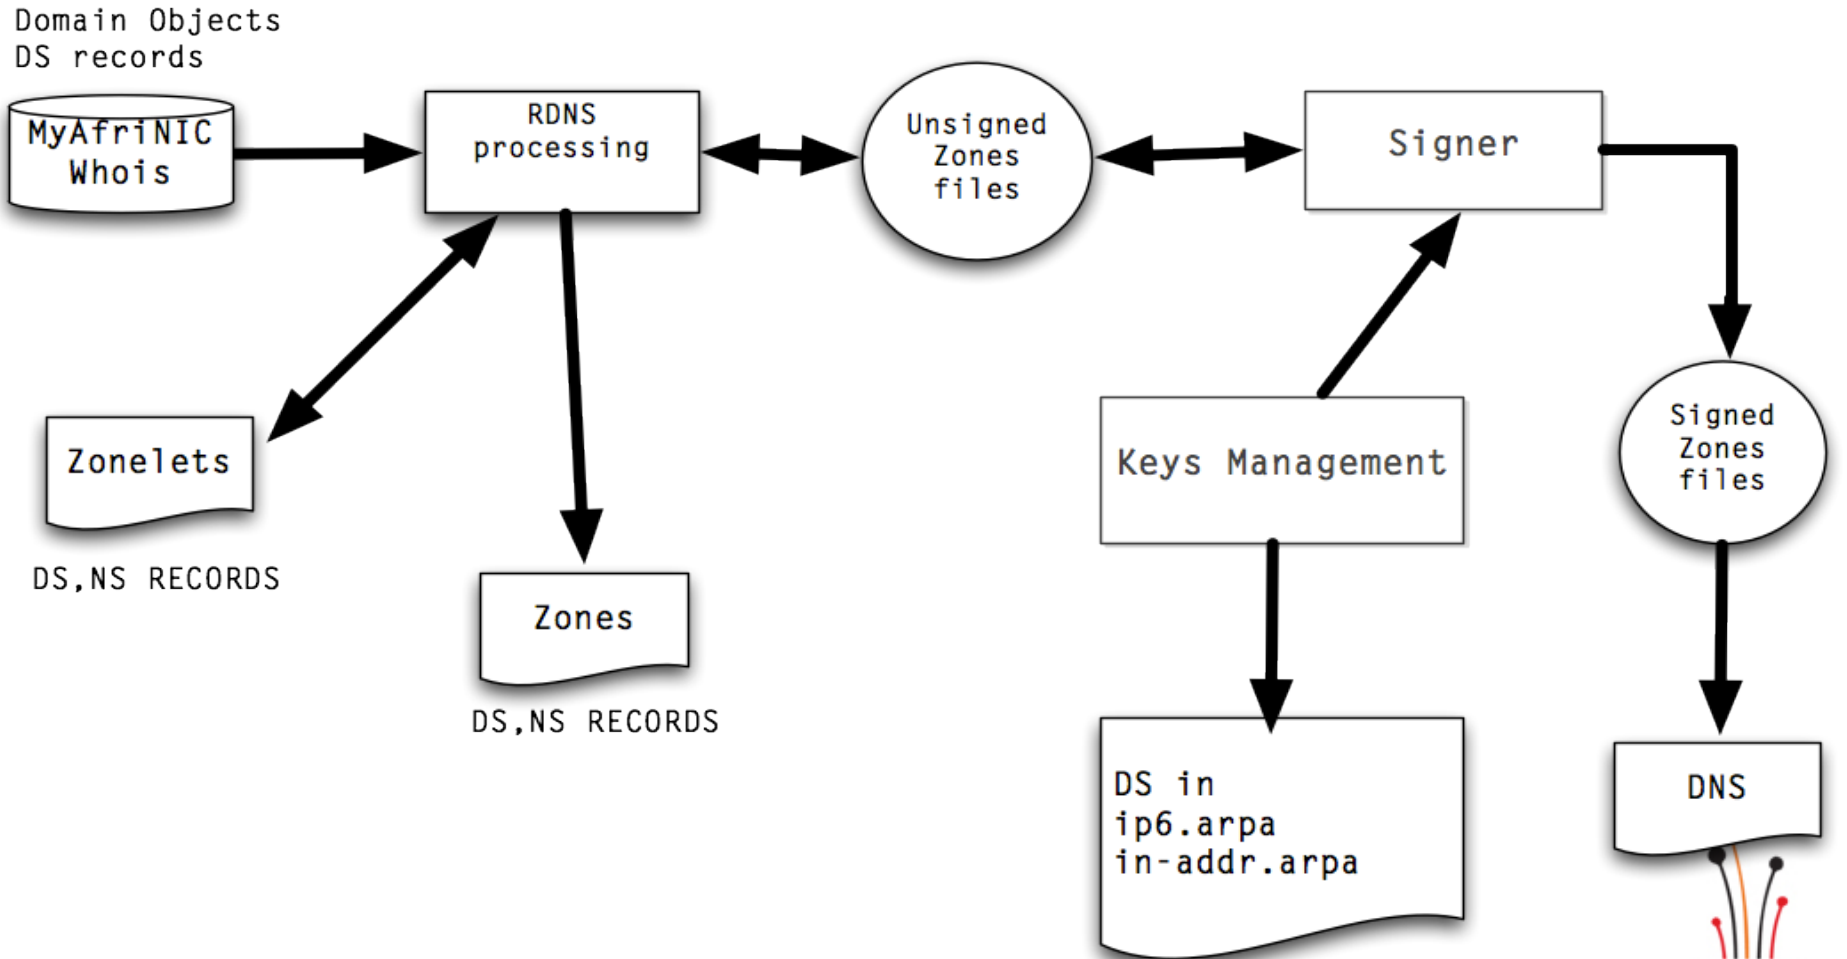 Domain Objects
DS records
MyAfriNIC
Whois
RDNS
processing
Unsigned
Zones
files
Signer
Zonelets
DS,NS RECORDS
Zones
DS,NS RECORDS
Keys Management
Signed
Zones
files
DS in
ip6.arpa
in-addr.arpa
DNS